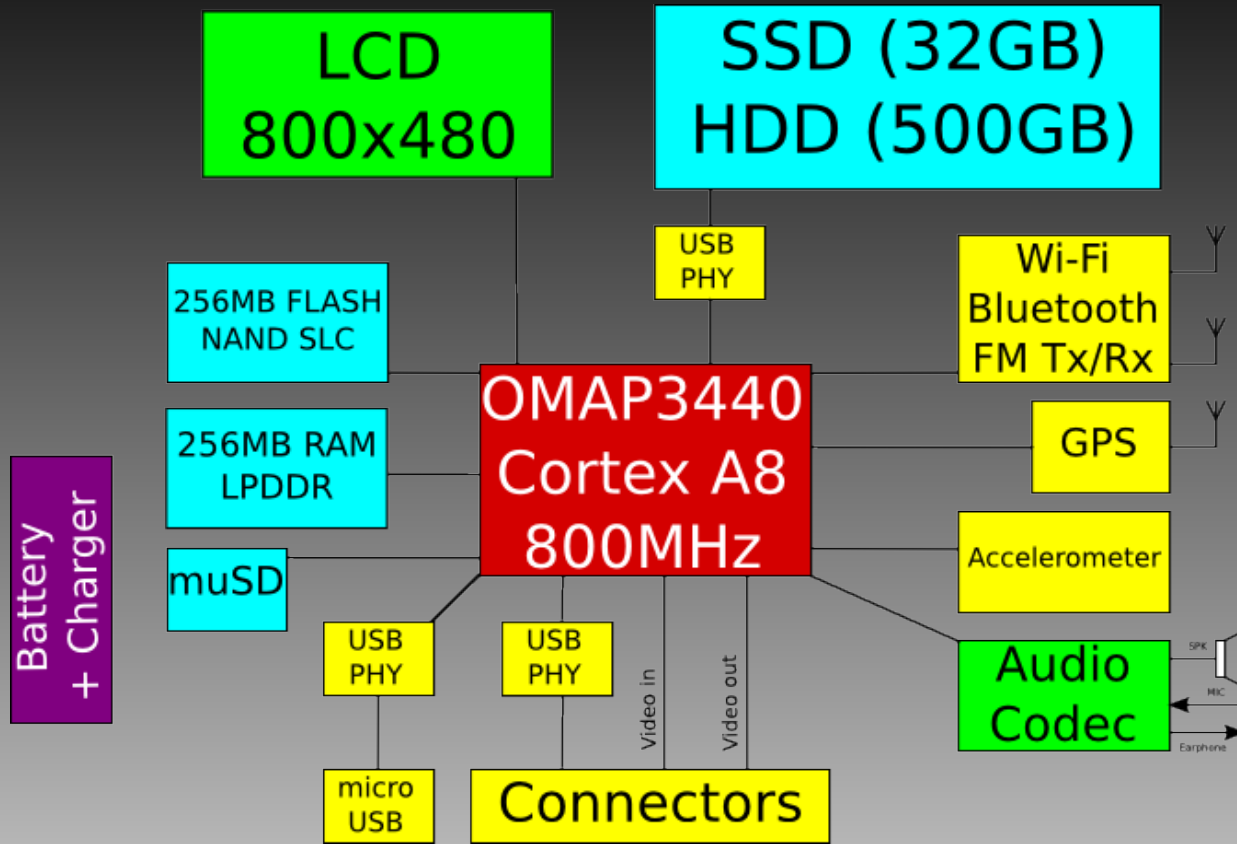 LCD
800x480
SSD (32GB)
HDD (500GB)
USB
PHY
Wi-Fi
Bluetooth
FM Tx/Rx
256MB FLASH
NAND SLC
OMAP3440
Cortex A8
800MHz
GPS
256MB RAM
LPDDR
Battery
+ Charger
muSD
Accelerometer
USB
PHY
USB
PHY
Video in
Video out
Audio
Codec
SPK
MIC
Earphone
micro
USB
Connectors